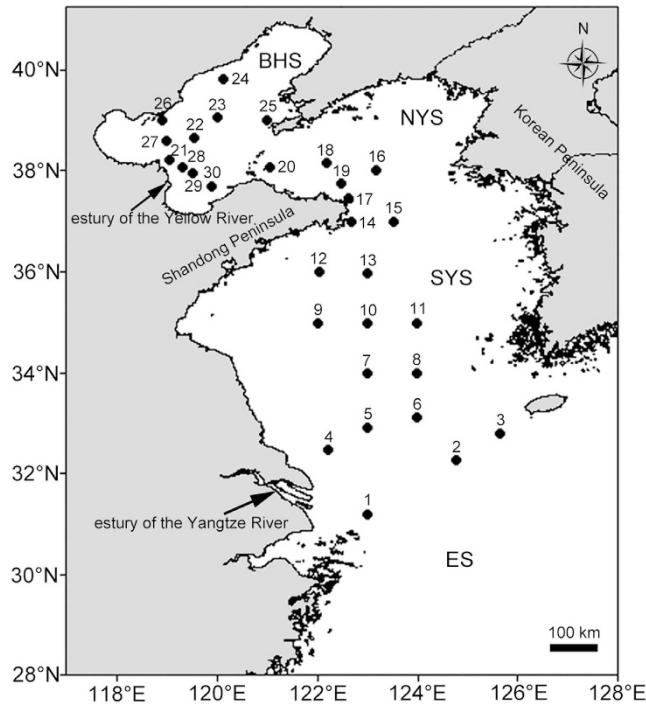 N
40°N
BHS
24
26
23
25
22
NYS
27
21
28
18
16
38°N
20
19
30
29
17
estury of the Yellow River
14
15
Korean Peninsula
Shandong Peninsula
12
13
36°N
SYS
9
10
11
34°N
7
8
6
5
3
4
2
32°N
estury of the Yangtze River
1
30°N
ES
100 km
28°N
118°E
120°E
122°E
124°E
126°E
128°E